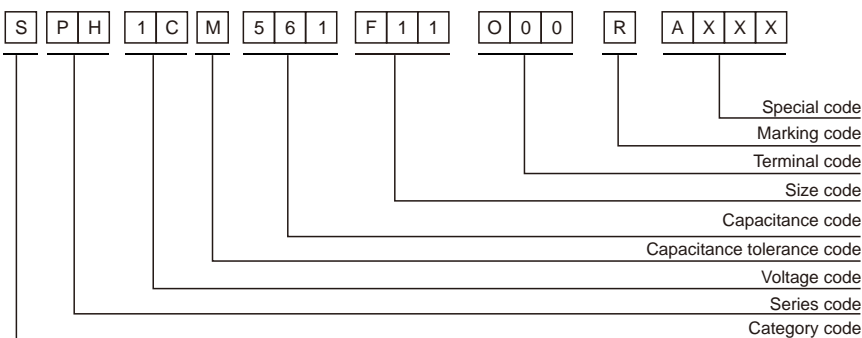 S P H 1 C M 5 6 1 F 1 1 O 0 0 R A X X X
Special code
Marking code
Terminal code
Size code
Capacitance code
Capacitance tolerance code
Voltage code
Series code
Category code